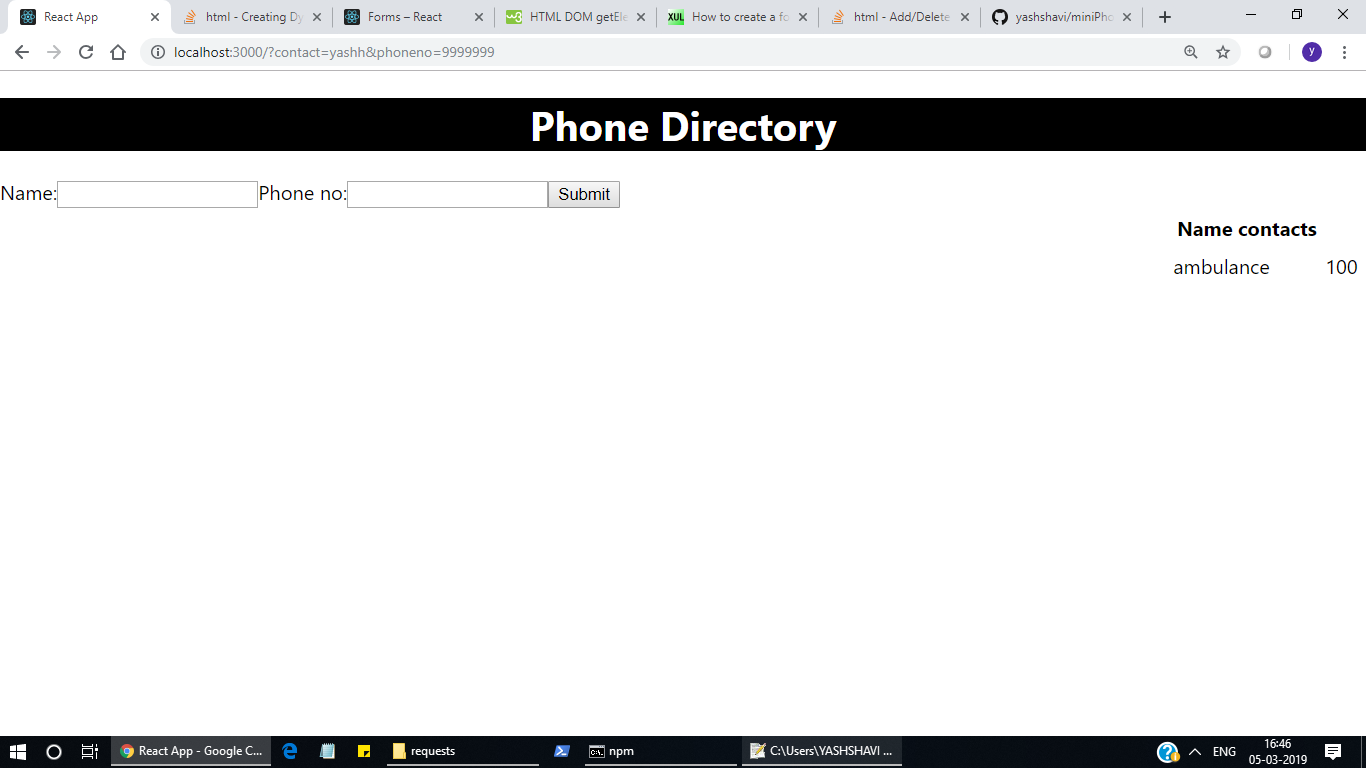 React App
html - Creating Dy
Forms – React
HTML DOM getEle
How to create a fo
html - Add/Delete
yashshavi/miniPho
localhost:3000/?contact=yashh&phoneno=9999999
y
Phone Directory
Name:
Phone no:
Submit
Name contacts
ambulance 100
React App - Google C...
requests
npm
C:\Users\YASHSHAVI ...
ENG
16:46
05-03-2019